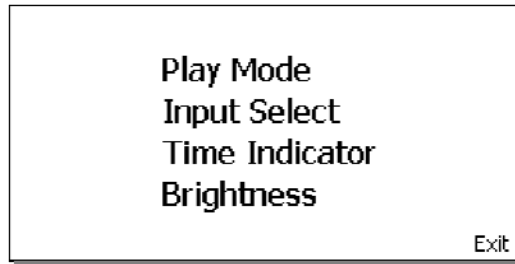 Play Mode
Input Select
Time Indicator
Brightness
Exit